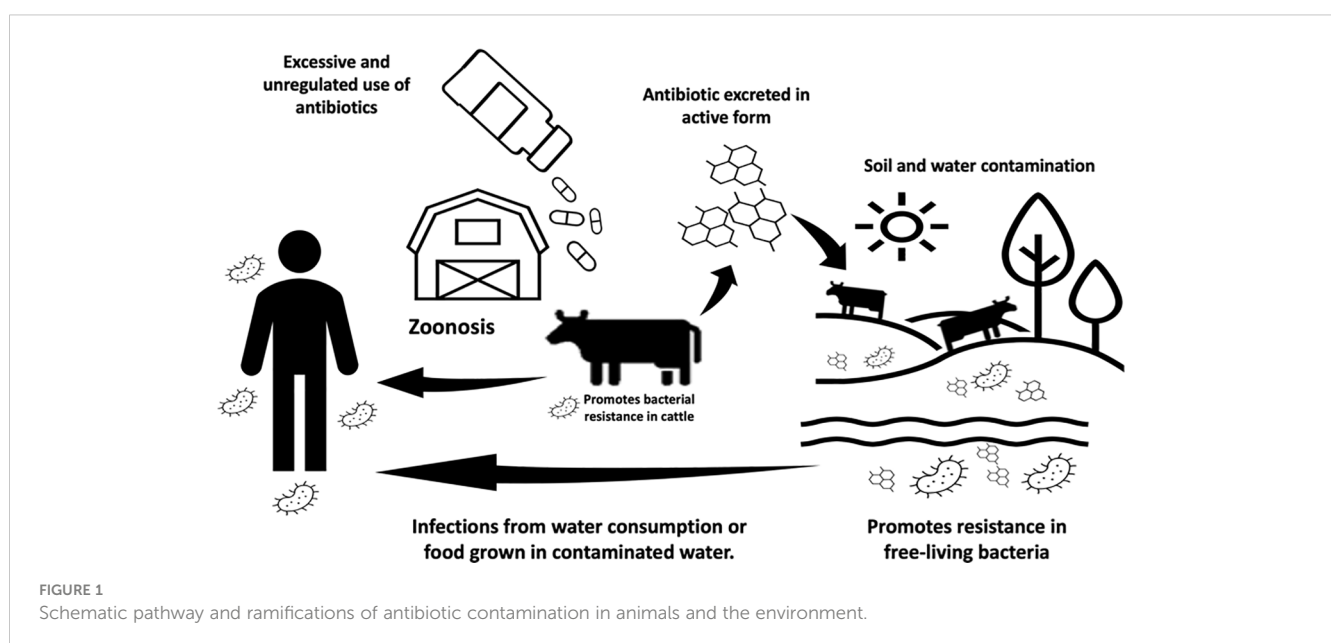 Excessive and
unregulated use of
antibiotics
Antibiotic excreted in
active form
Soil and water contamination
Zoonosis
Promotes bacterial
resistance in cattle
Infections from water consumption or
food grown in contaminated water.
Promotes resistance in
free-living bacteria
FIGURE 1
Schematic pathway and ramifications of antibiotic contamination in animals and the environment.